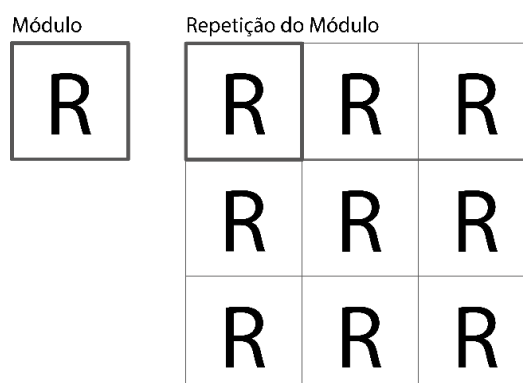 Módulo
Repetição do Módulo
R
R R R
R R R
R R R